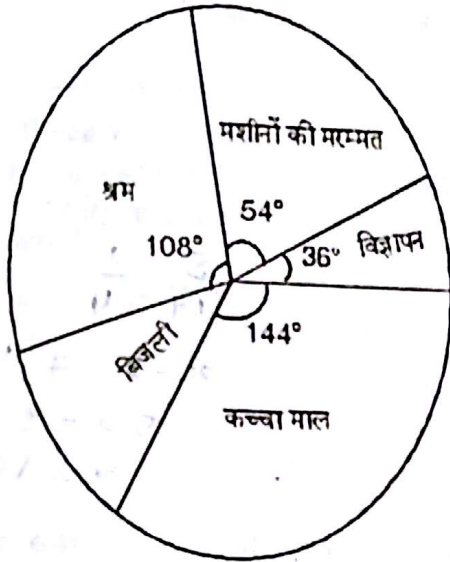 मशीनों की मरम्मत
श्रम
54°
108°
36° विज्ञापन
बिजली
144°
कच्चा माल